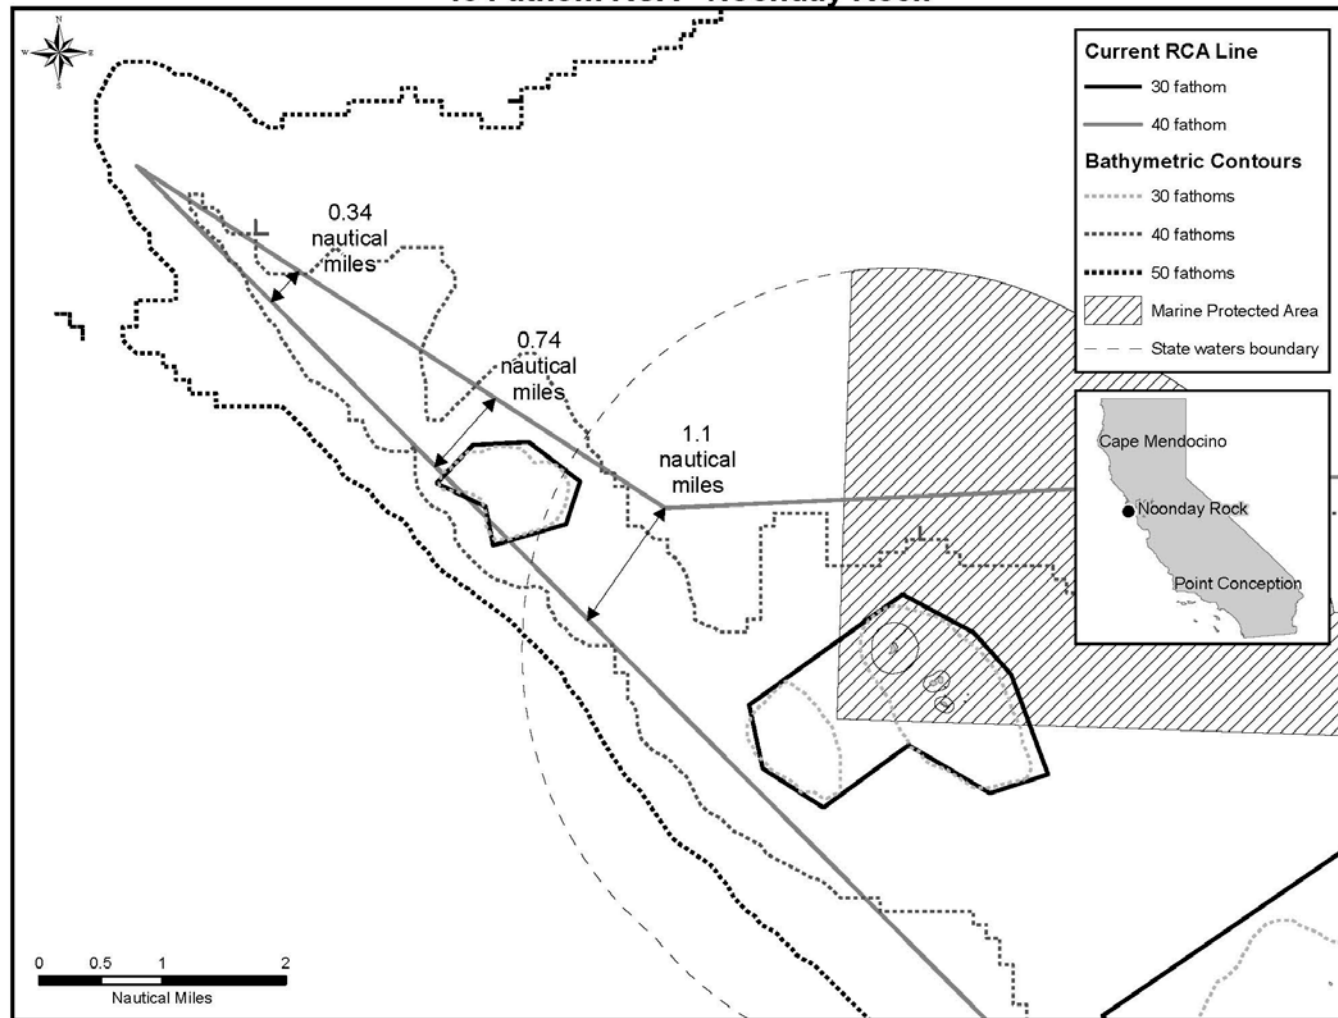 N
W
E
S
0.34
nautical
miles
0.74
nautical
miles
1.1
nautical
miles
Current RCA Line
30 fathom
40 fathom
Bathymetric Contours
30 fathoms
40 fathoms
50 fathoms
Marine Protected Area
State waters boundary
Cape Mendocino
Noonday Rock
Point Conception
0 0.5 1 2
Nautical Miles